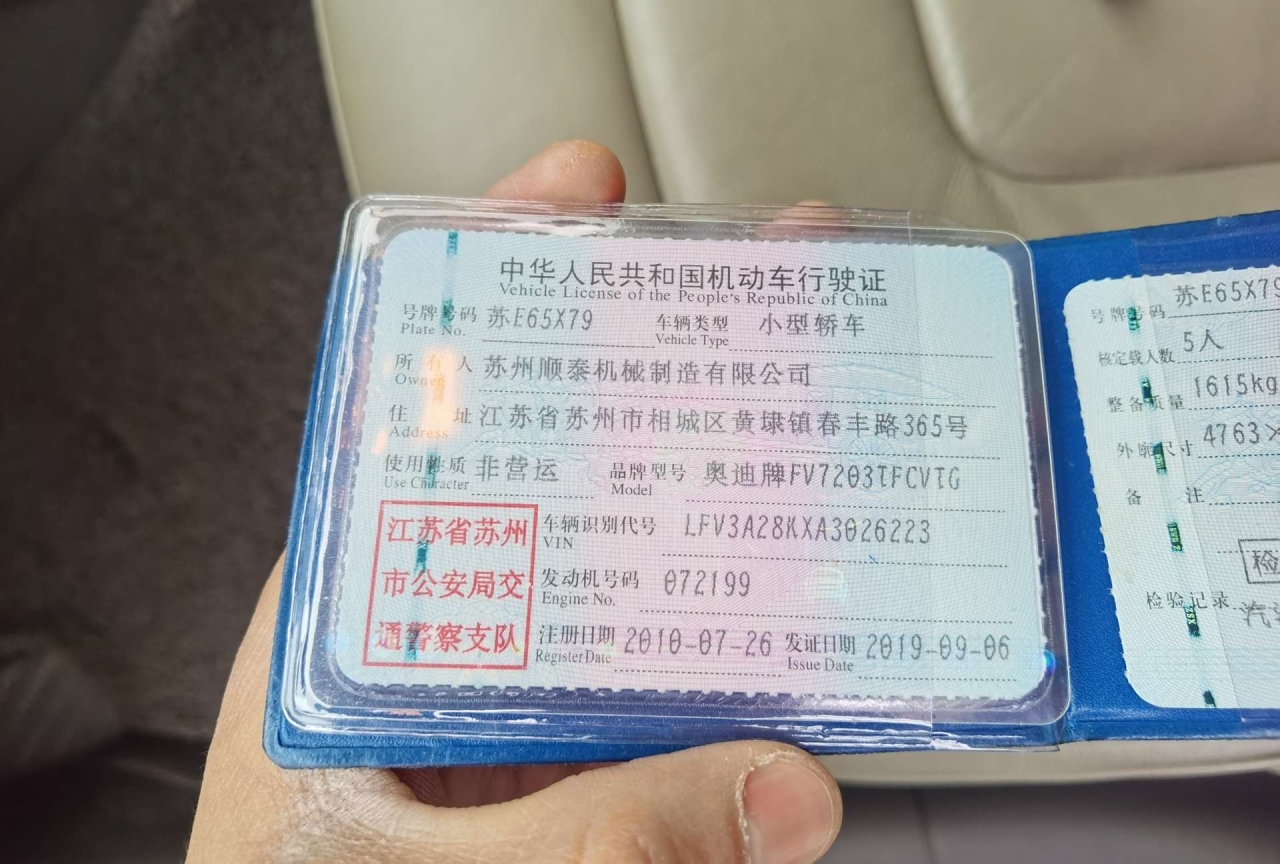 中华人民共和国机动车行驶证
Vehicle License of the People's Republic of China
号牌号码 苏E65X79 车辆类型 小型轿车
Plate No. Vehicle Type
所有人 苏州顺泰机械制造有限公司
Owner
住址 江苏省苏州市相城区黄埭镇春丰路365号
Address
使用性质 非营运 品牌型号 奥迪牌FV7203TFCVTG
Use Character Model
江苏省苏州
市公安局交
通警察支队
车辆识别代号 LFV3A28KXA3026223
VIN
发动机号码 072199
Engine No.
注册日期 2010-07-26 发证日期 2019-09-06
Register Date Issue Date
号牌号码 苏E65X79
核定载人数 5人
整备质量 1615kg
外廓尺寸 4763×
备注
检验记录
检
汽